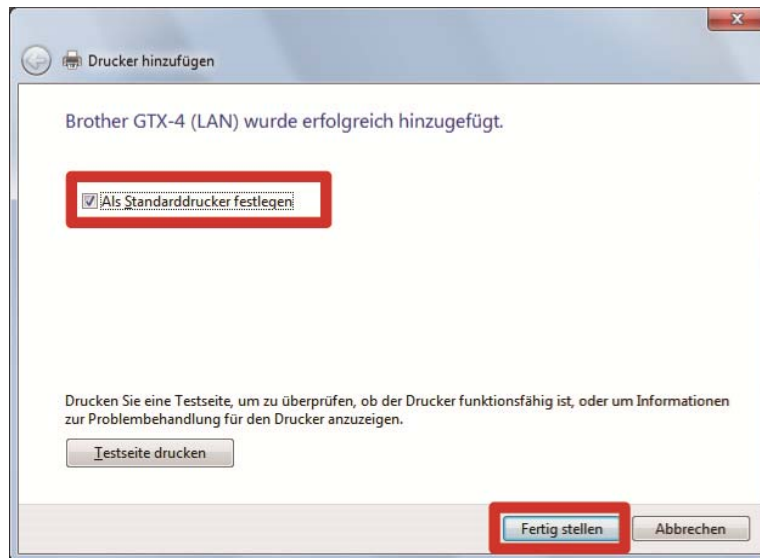 Drucker hinzufügen
Brother GTX-4 (LAN) wurde erfolgreich hinzugefügt.
Als Standarddrucker festlegen
Drucken Sie eine Testseite, um zu überprüfen, ob der Drucker funktionsfähig ist, oder um Informationen
zur Problembehandlung für den Drucker anzuzeigen.
Testseite drucken
Fertig stellen
Abbrechen